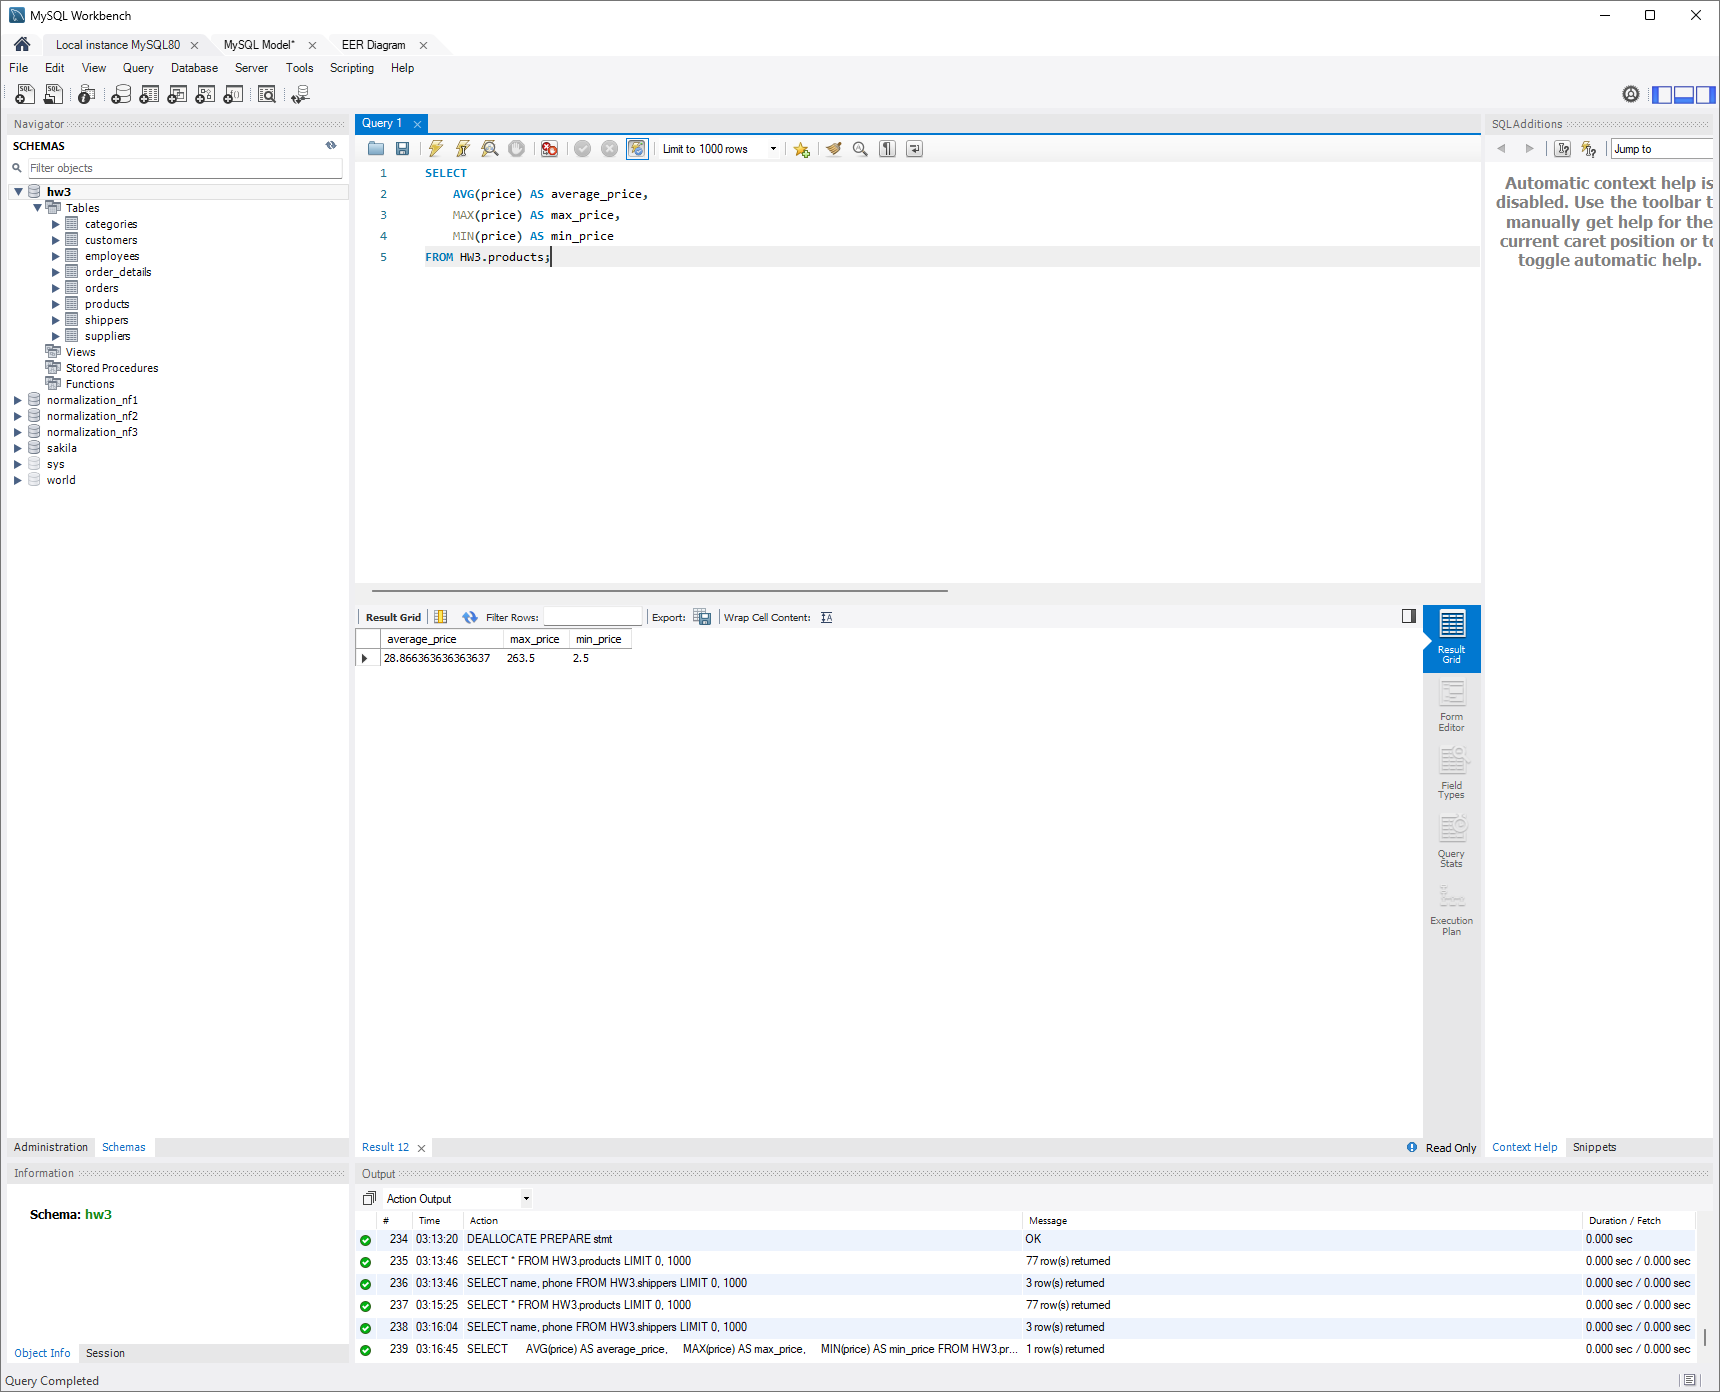 MySQL Workbench
Local instance MySQL80
MySQL Model*
EER Diagram
File Edit View Query Database Server Tools Scripting Help
Navigator
SCHEMAS
Filter objects
hw3
Tables
categories
customers
employees
order_details
orders
products
shippers
suppliers
Views
Stored Procedures
Functions
normalization_nf1
normalization_nf2
normalization_nf3
sakila
sys
world
Administration Schemas
Information
Schema: hw3
Object Info Session
Query Completed
Query 1
Limit to 1000 rows
1 SELECT
2 AVG(price) AS average_price,
3 MAX(price) AS max_price,
4 MIN(price) AS min_price
5 FROM HW3.products;
Result Grid Filter Rows: Export: Wrap Cell Content:
average_price max_price min_price
28.866363636363637 263.5 2.5
Result Grid
Form Editor
Field Types
Query Stats
Execution Plan
Result 12
Read Only
SQLAdditions
Jump to
Automatic context help is
disabled. Use the toolbar t
manually get help for the
current caret position or to
toggle automatic help.
Context Help Snippets
Output
Action Output
# Time Action Message Duration / Fetch
234 03:13:20 DEALLOCATE PREPARE stmt OK 0.000 sec
235 03:13:46 SELECT * FROM HW3.products LIMIT 0, 1000 77 row(s) returned 0.000 sec / 0.000 sec
236 03:13:46 SELECT name, phone FROM HW3.shippers LIMIT 0, 1000 3 row(s) returned 0.000 sec / 0.000 sec
237 03:15:25 SELECT * FROM HW3.products LIMIT 0, 1000 77 row(s) returned 0.000 sec / 0.000 sec
238 03:16:04 SELECT name, phone FROM HW3.shippers LIMIT 0, 1000 3 row(s) returned 0.000 sec / 0.000 sec
239 03:16:45 SELECT AVG(price) AS average_price, MAX(price) AS max_price, MIN(price) AS min_price FROM HW3.pr... 1 row(s) returned 0.000 sec / 0.000 sec